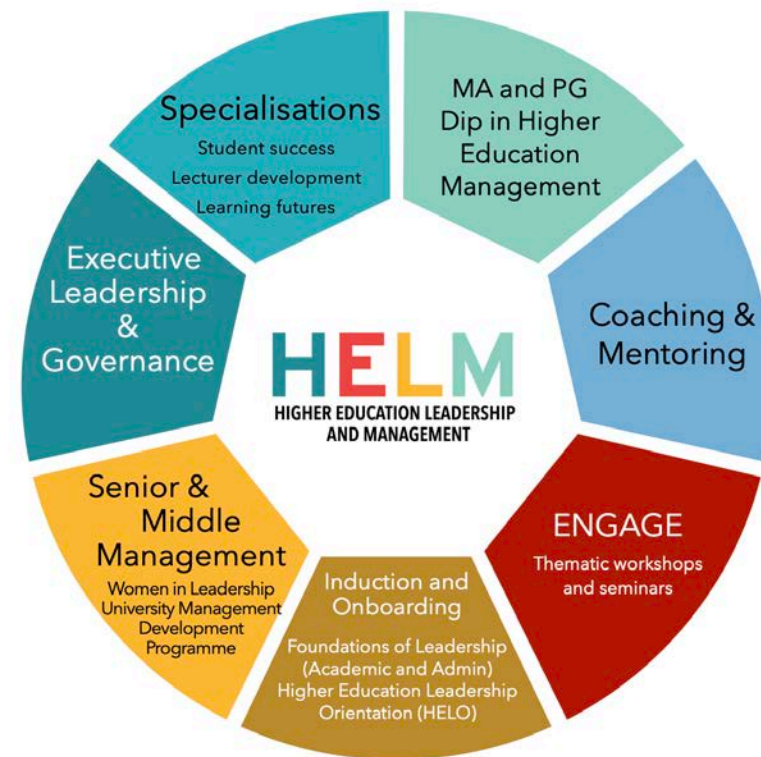 Specialisations
Student success
Lecturer development
Learning futures
MA and PG
Dip in Higher
Education
Management
Coaching &
Mentoring
ENGAGE
Thematic workshops
and seminars
Induction and
Onboarding
Foundations of Leadership
(Academic and Admin)
Higher Education Leadership
Orientation (HELO)
Senior &
Middle
Management
Women in Leadership
University Management
Development
Programme
Executive
Leadership
&
Governance
HELM
HIGHER EDUCATION LEADERSHIP
AND MANAGEMENT